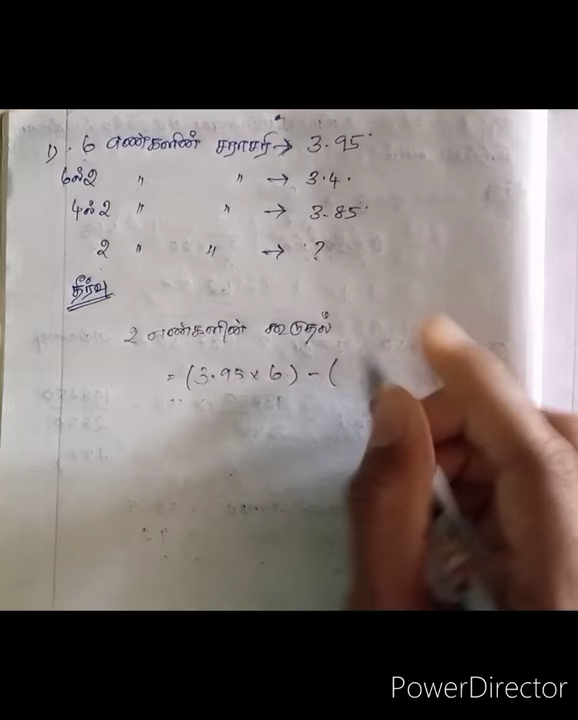 1). 6 எண்களின் சராசரி → 3.95
6ல் 2 " " → 3.4.
4ல் 2 " " → 3.85
2 " " → ?
தீர்வு
2 எண்களின் கூடுதல்
= (3.95 × 6) - (
PowerDirector